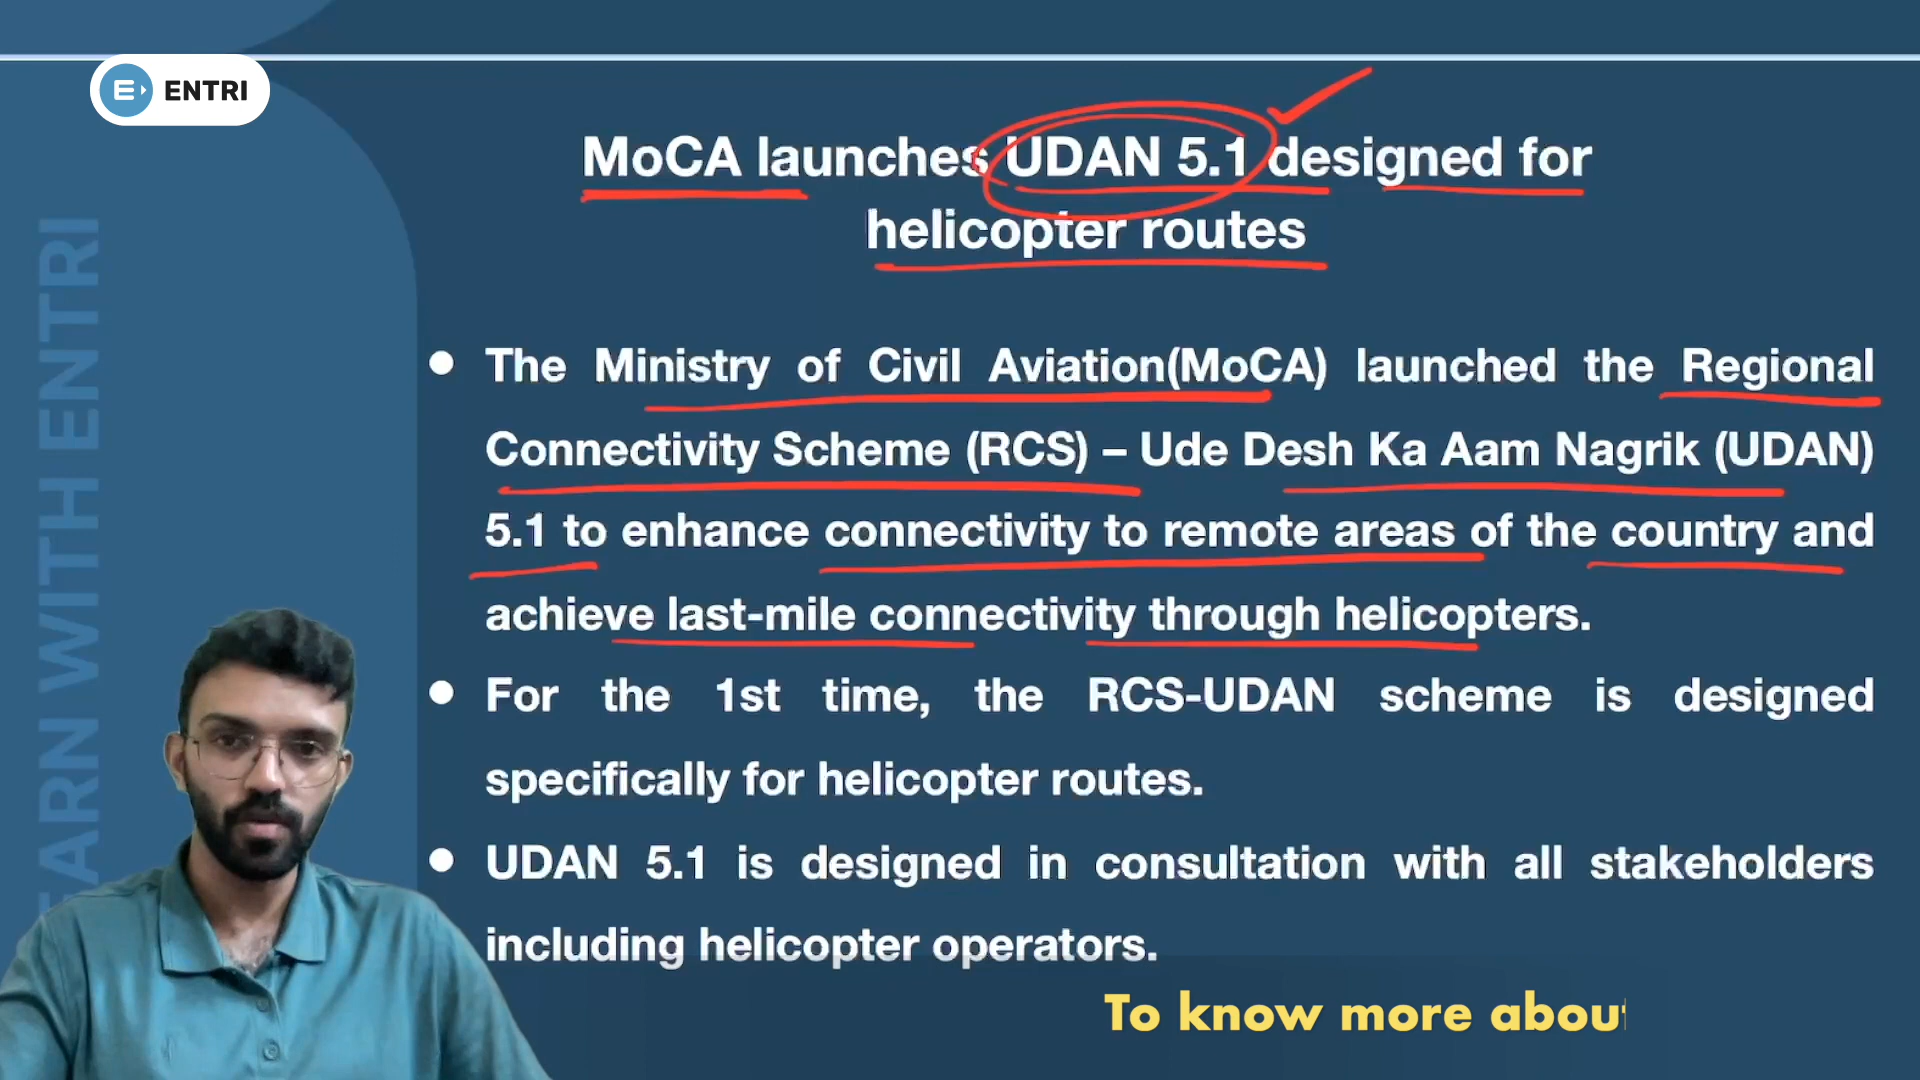 ENTRI
MoCA launches UDAN 5.1 designed for
helicopter routes
• The Ministry of Civil Aviation(MoCA) launched the Regional
Connectivity Scheme (RCS) – Ude Desh Ka Aam Nagrik (UDAN)
5.1 to enhance connectivity to remote areas of the country and
achieve last-mile connectivity through helicopters.
• For the 1st time, the RCS-UDAN scheme is designed
specifically for helicopter routes.
• UDAN 5.1 is designed in consultation with all stakeholders
including helicopter operators.
EARN WITH ENTRI
To know more about